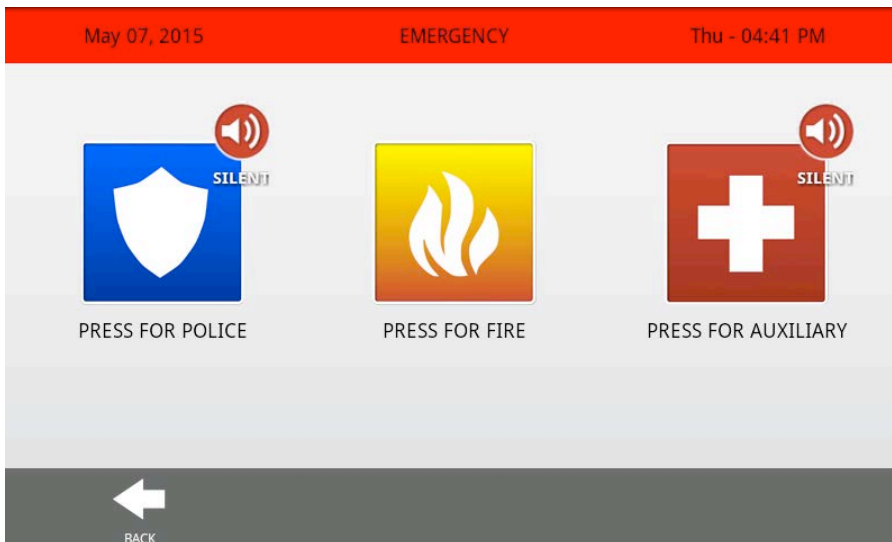 May 07, 2015 EMERGENCY Thu - 04:41 PM
SILENT SILENT
PRESS FOR POLICE PRESS FOR FIRE PRESS FOR AUXILIARY
BACK